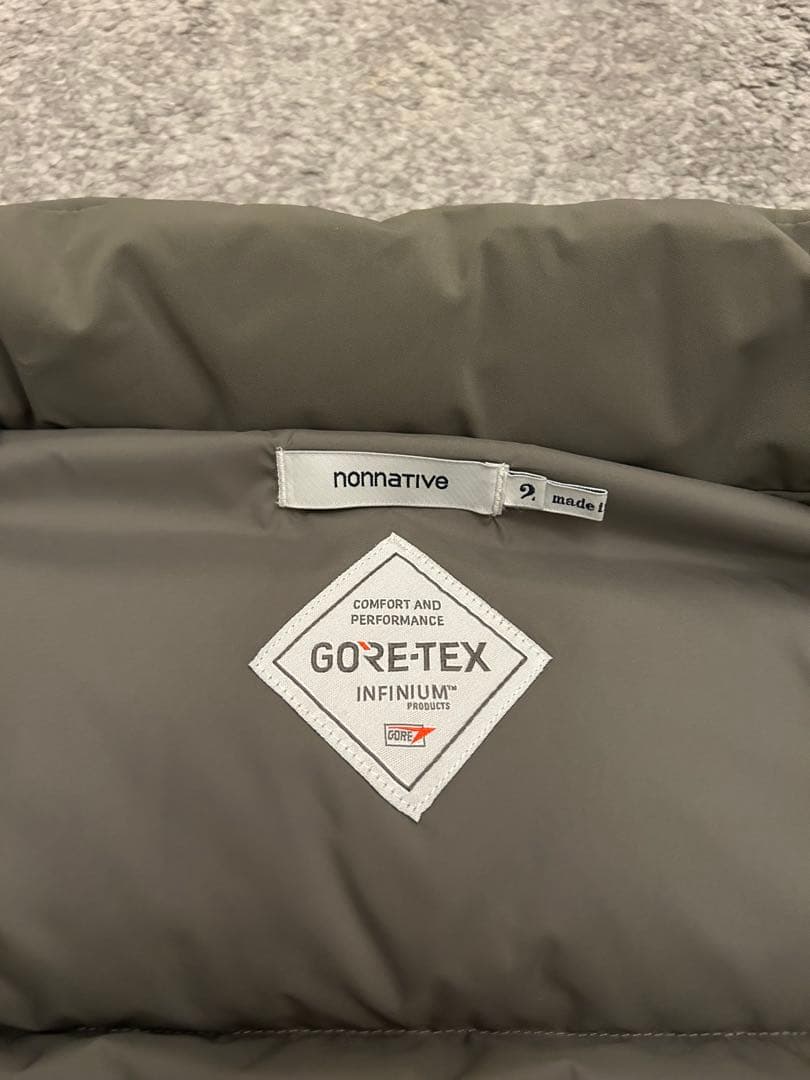 nonnative
2
made i
COMFORT AND
PERFORMANCE
GORE-TEX
INFINIUM™
PRODUCTS
GORE